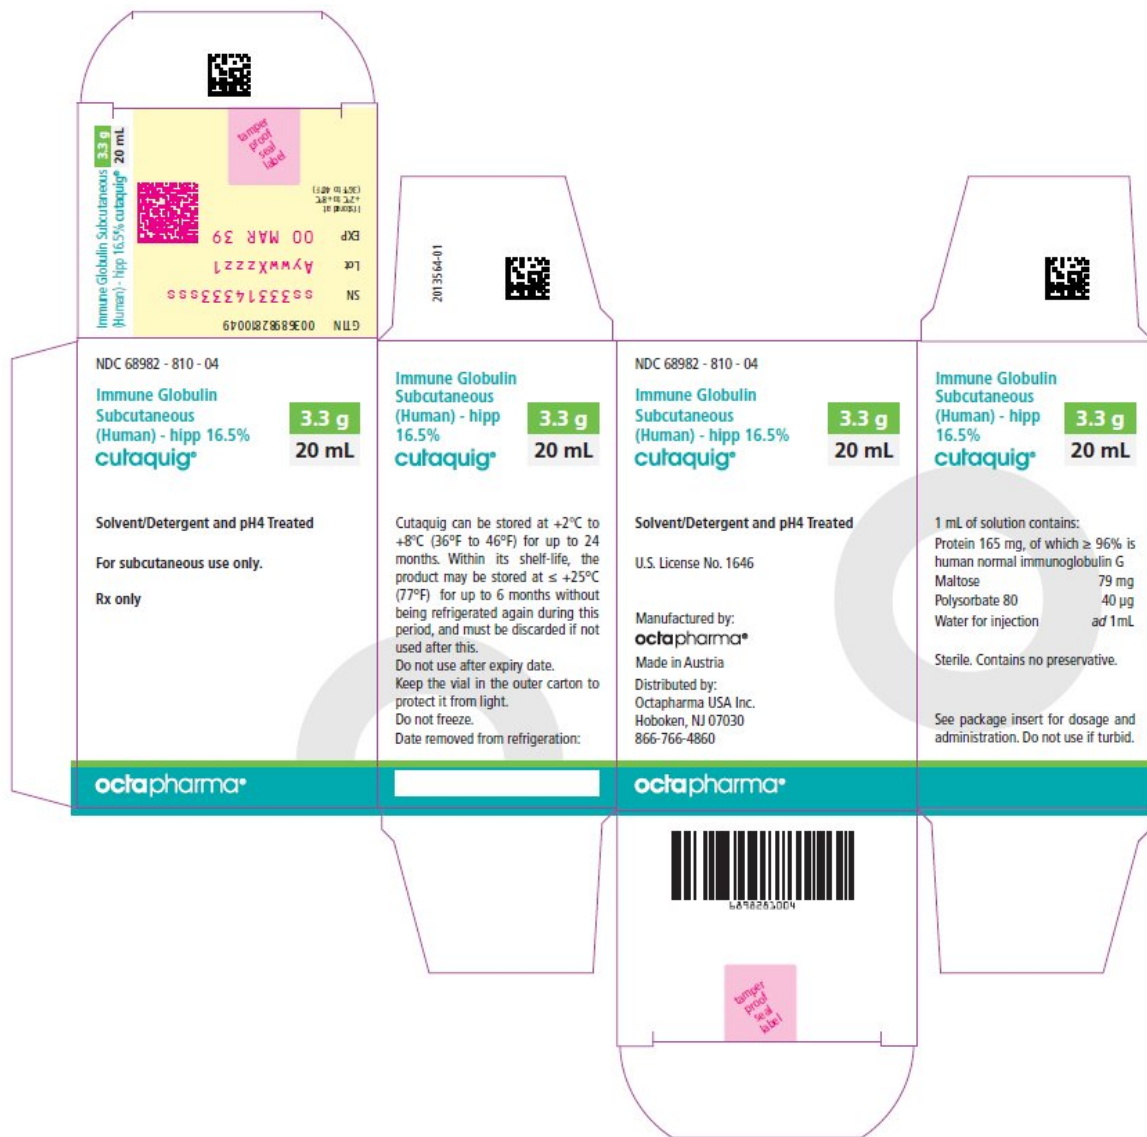 Immune Globulin Subcutaneous 3.3 g
(Human) - hipp 16.5% cutaquig® 20 mL
tamper
proof
seal
label
GTIN 00368982810049
SN ss33314333sss
Lot AywwXzzz1
EXP 00 MAR 39
if stored at
+2°C to +8°C
2013564-01
NDC 68982 - 810 - 04
Immune Globulin
Subcutaneous
(Human) - hipp 16.5%
cutaquig®
3.3 g
20 mL
Solvent/Detergent and pH4 Treated
For subcutaneous use only.
Rx only
octapharma®
Immune Globulin
Subcutaneous
(Human) - hipp
16.5%
cutaquig®
3.3 g
20 mL
Cutaquig can be stored at +2°C to
+8°C (36°F to 46°F) for up to 24
months. Within its shelf-life, the
product may be stored at ≤ +25°C
(77°F) for up to 6 months without
being refrigerated again during this
period, and must be discarded if not
used after this.
Do not use after expiry date.
Keep the vial in the outer carton to
protect it from light.
Do not freeze.
Date removed from refrigeration:
NDC 68982 - 810 - 04
Immune Globulin
Subcutaneous
(Human) - hipp 16.5%
cutaquig®
3.3 g
20 mL
Solvent/Detergent and pH4 Treated
U.S. License No. 1646
Manufactured by:
octapharma®
Made in Austria
Distributed by:
Octapharma USA Inc.
Hoboken, NJ 07030
866-766-4860
octapharma®
Immune Globulin
Subcutaneous
(Human) - hipp
16.5%
cutaquig®
3.3 g
20 mL
1 mL of solution contains:
Protein 165 mg, of which ≥ 96% is
human normal immunoglobulin G
Maltose 79 mg
Polysorbate 80 40 µg
Water for injection ad 1mL
Sterile. Contains no preservative.
See package insert for dosage and
administration. Do not use if turbid.
6898281004
tamper
proof
seal
label